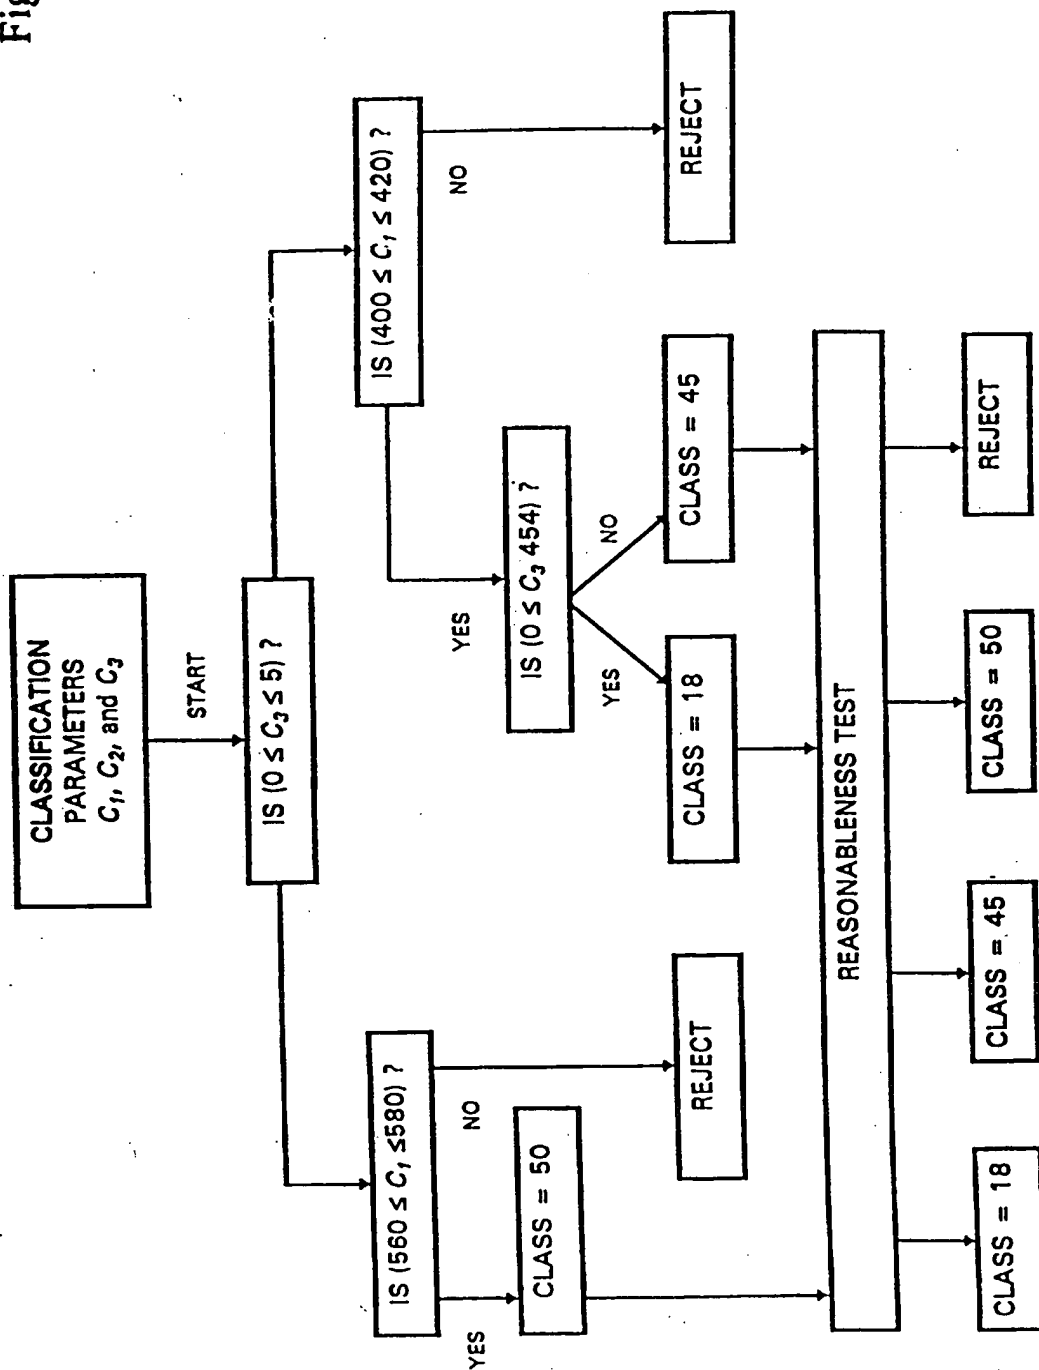 Fig
CLASSIFICATION
PARAMETERS
C1, C2, and C3
START
IS (0 ≤ C3 ≤ 5) ?
IS (560 ≤ C1 ≤580) ?
IS (400 ≤ C1 ≤ 420) ?
YES
NO
YES
NO
CLASS = 50
IS (0 ≤ C3 454) ?
YES
NO
REJECT
CLASS = 18
CLASS = 45
REJECT
REASONABLENESS TEST
CLASS = 18
CLASS = 45
CLASS = 50
REJECT